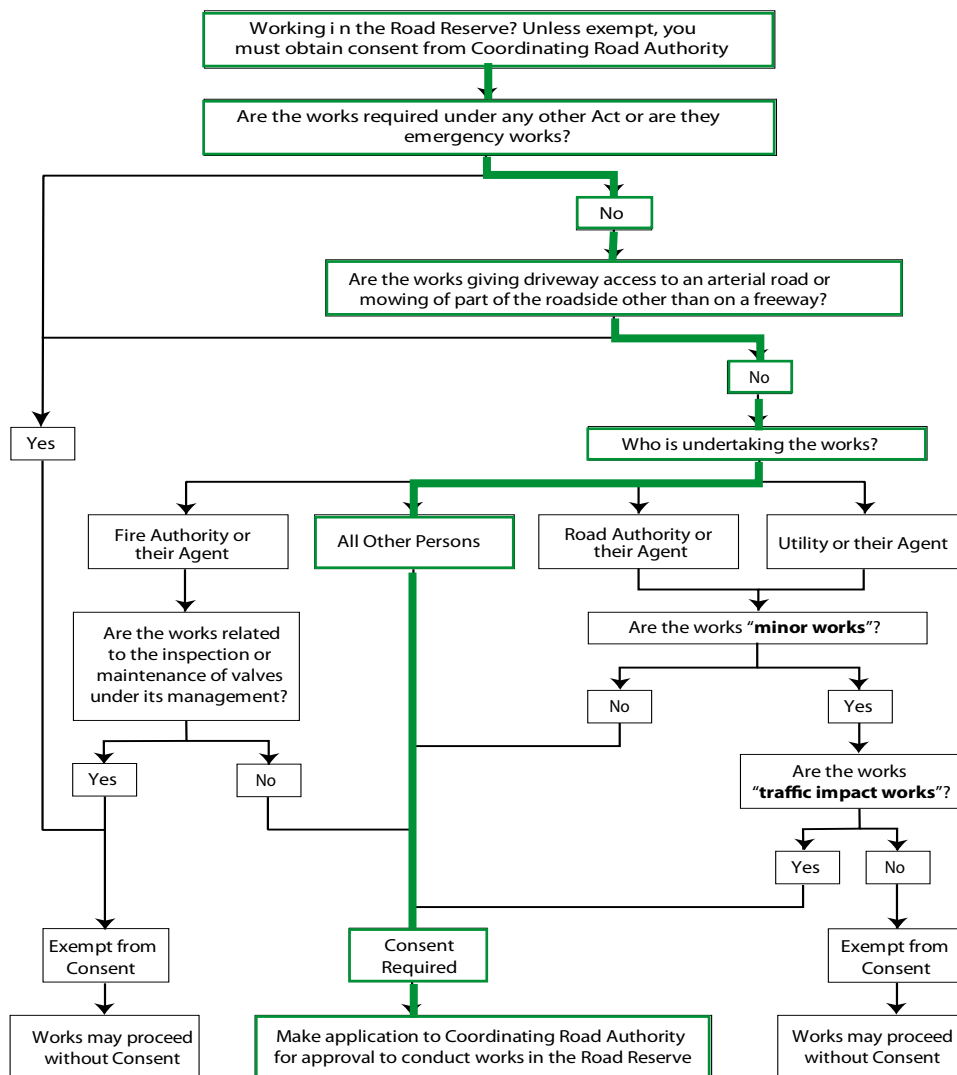 Working i n the Road Reserve? Unless exempt, you
must obtain consent from Coordinating Road Authority
Are the works required under any other Act or are they
emergency works?
No
Are the works giving driveway access to an arterial road or
mowing of part of the roadside other than on a freeway?
No
Yes
Who is undertaking the works?
Fire Authority or
their Agent
All Other Persons
Road Authority or
their Agent
Utility or their Agent
Are the works related
to the inspection or
maintenance of valves
under its management?
Are the works “minor works”?
No
Yes
Yes
No
Are the works
“traffic impact works”?
Yes
No
Exempt from
Consent
Consent
Required
Exempt from
Consent
Works may proceed
without Consent
Make application to Coordinating Road Authority
for approval to conduct works in the Road Reserve
Works may proceed
without Consent